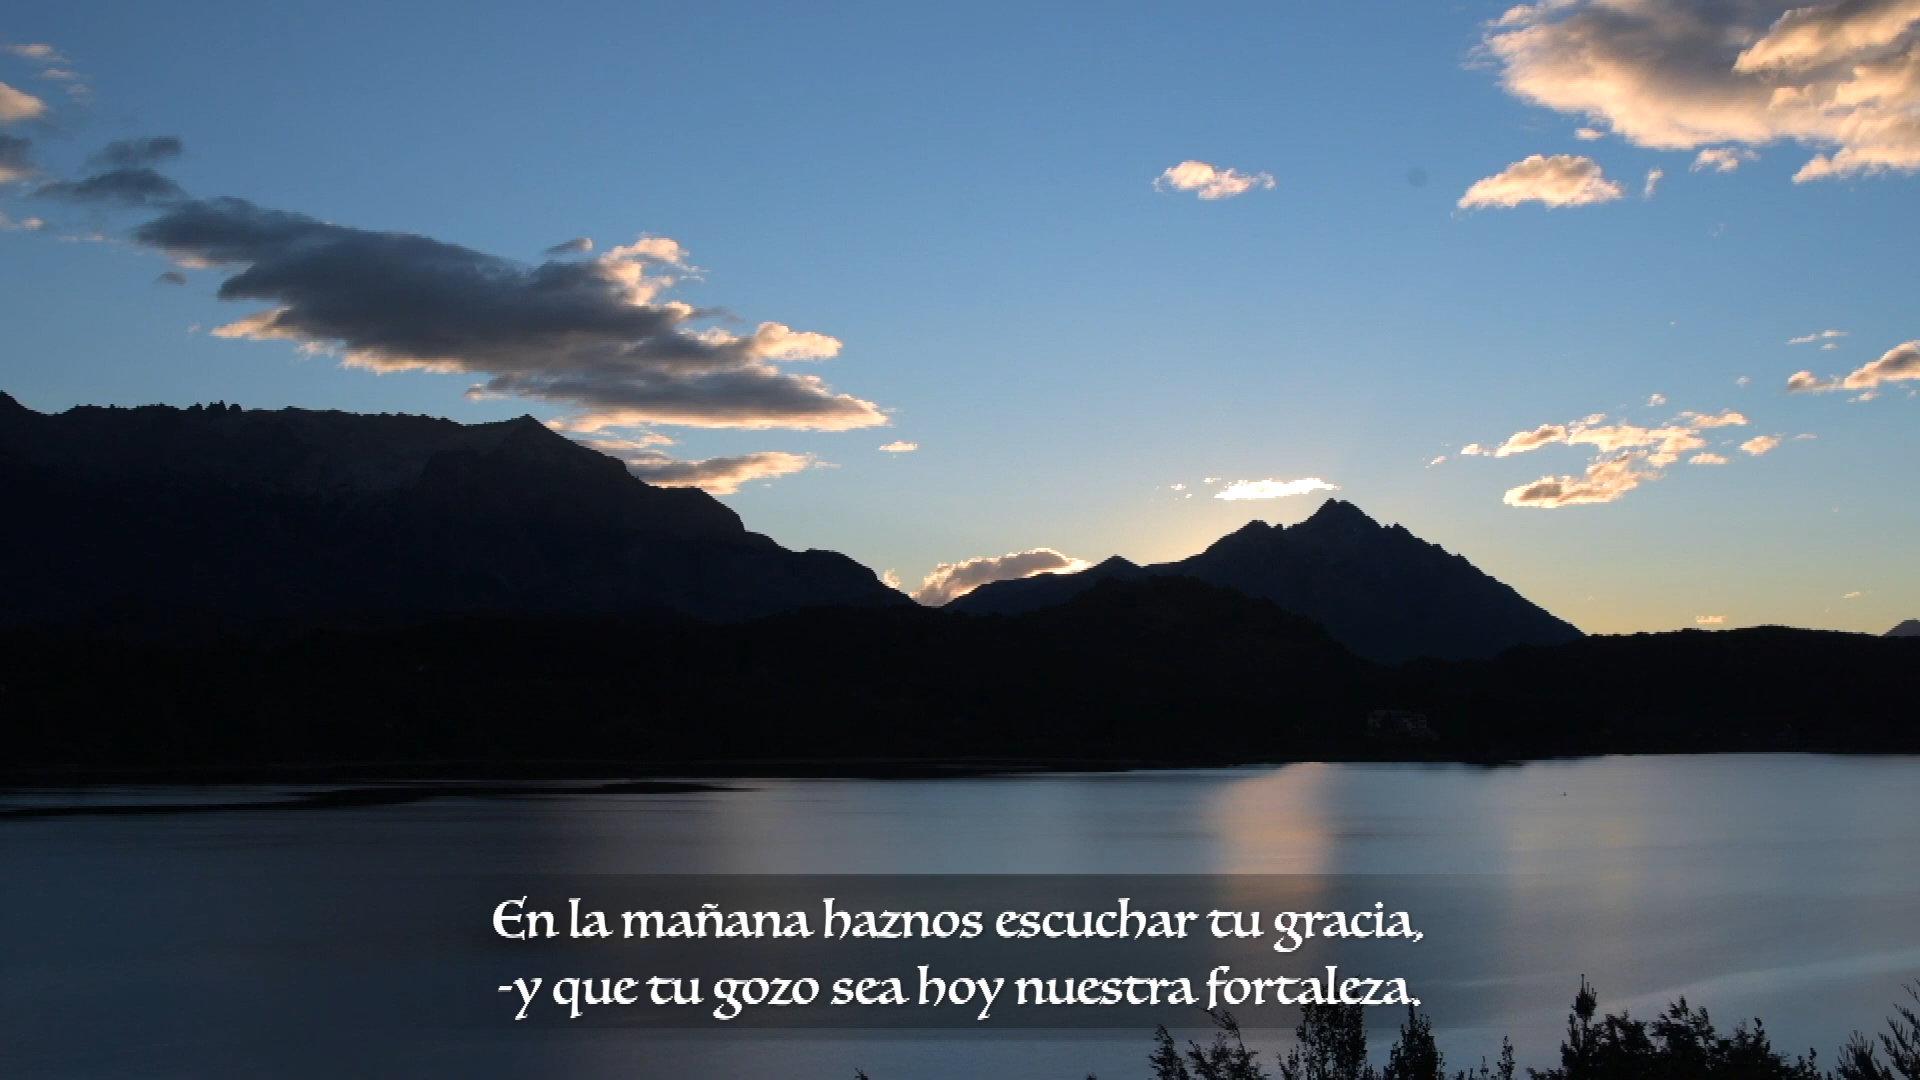 En la mañana haznos escuchar tu gracia,
-y que tu gozo sea hoy nuestra fortaleza.